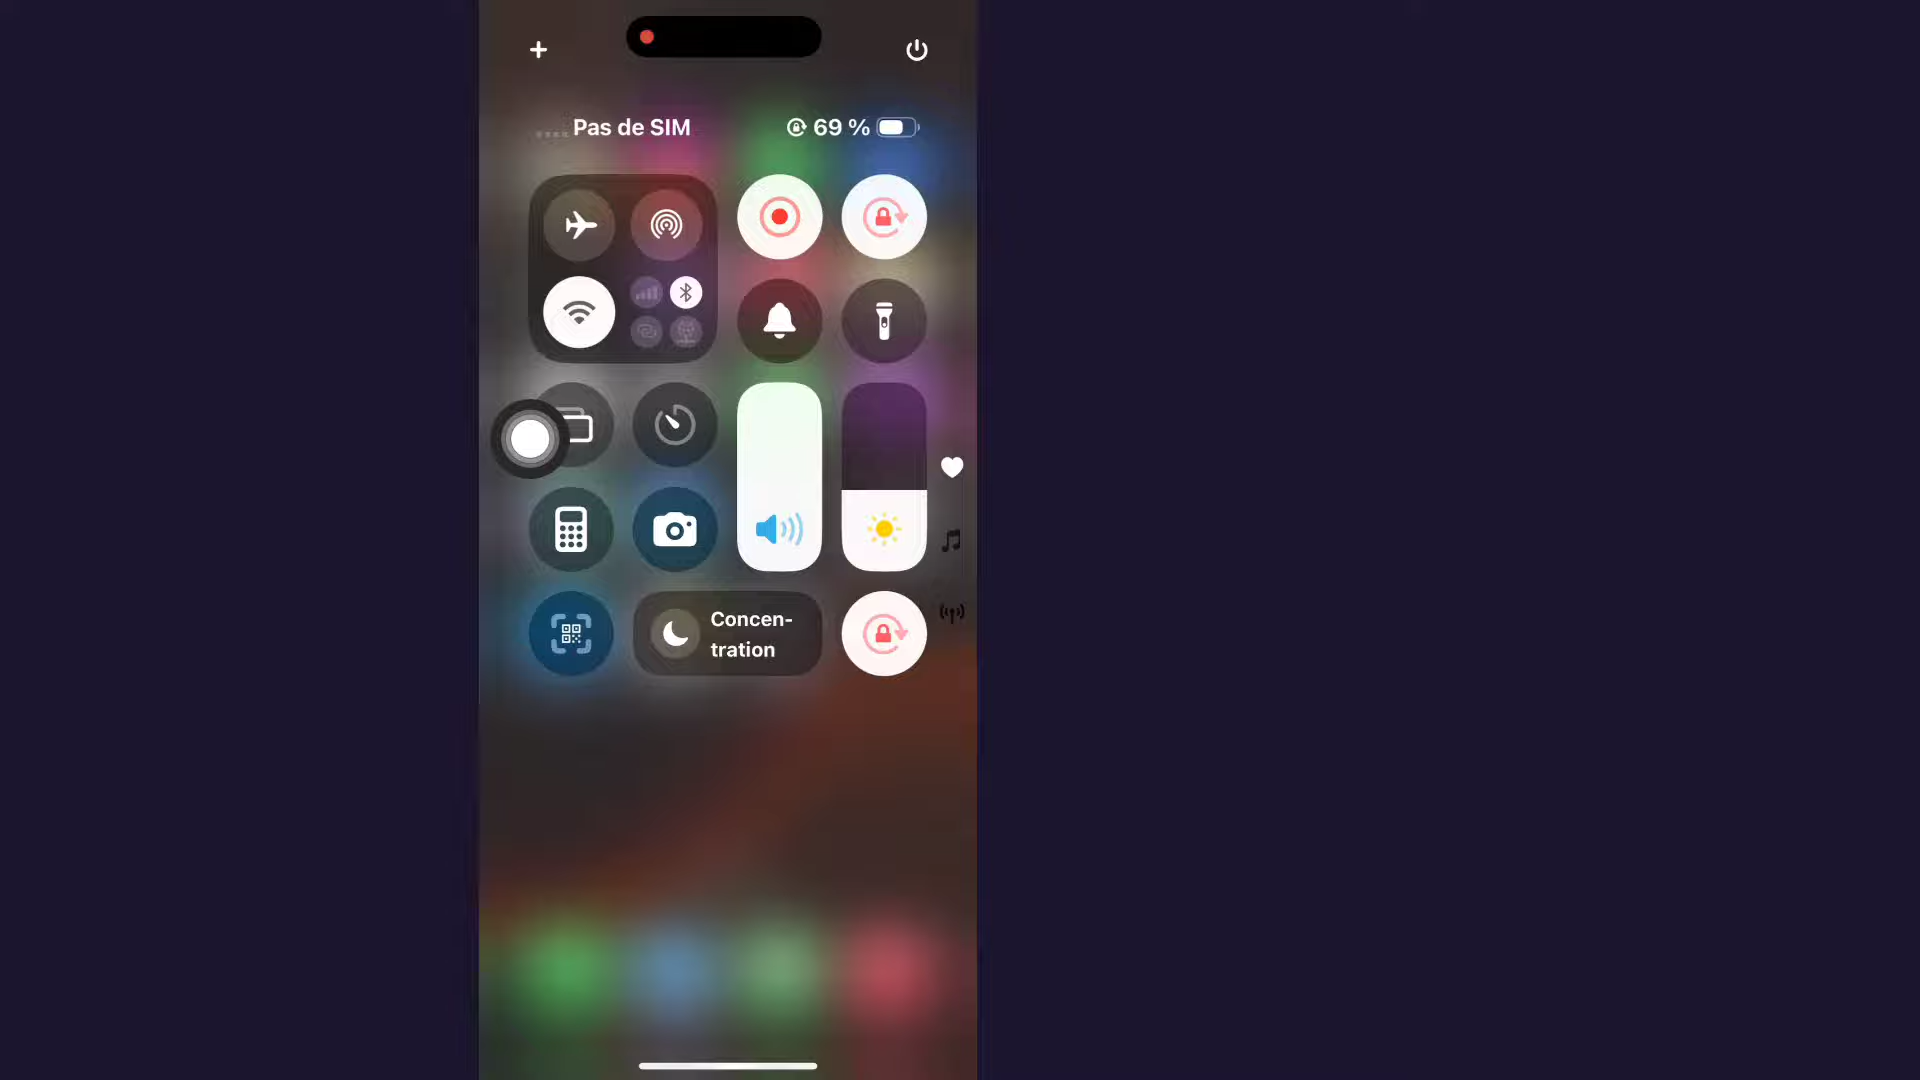 Pas de SIM
69 %
Concen-
tration